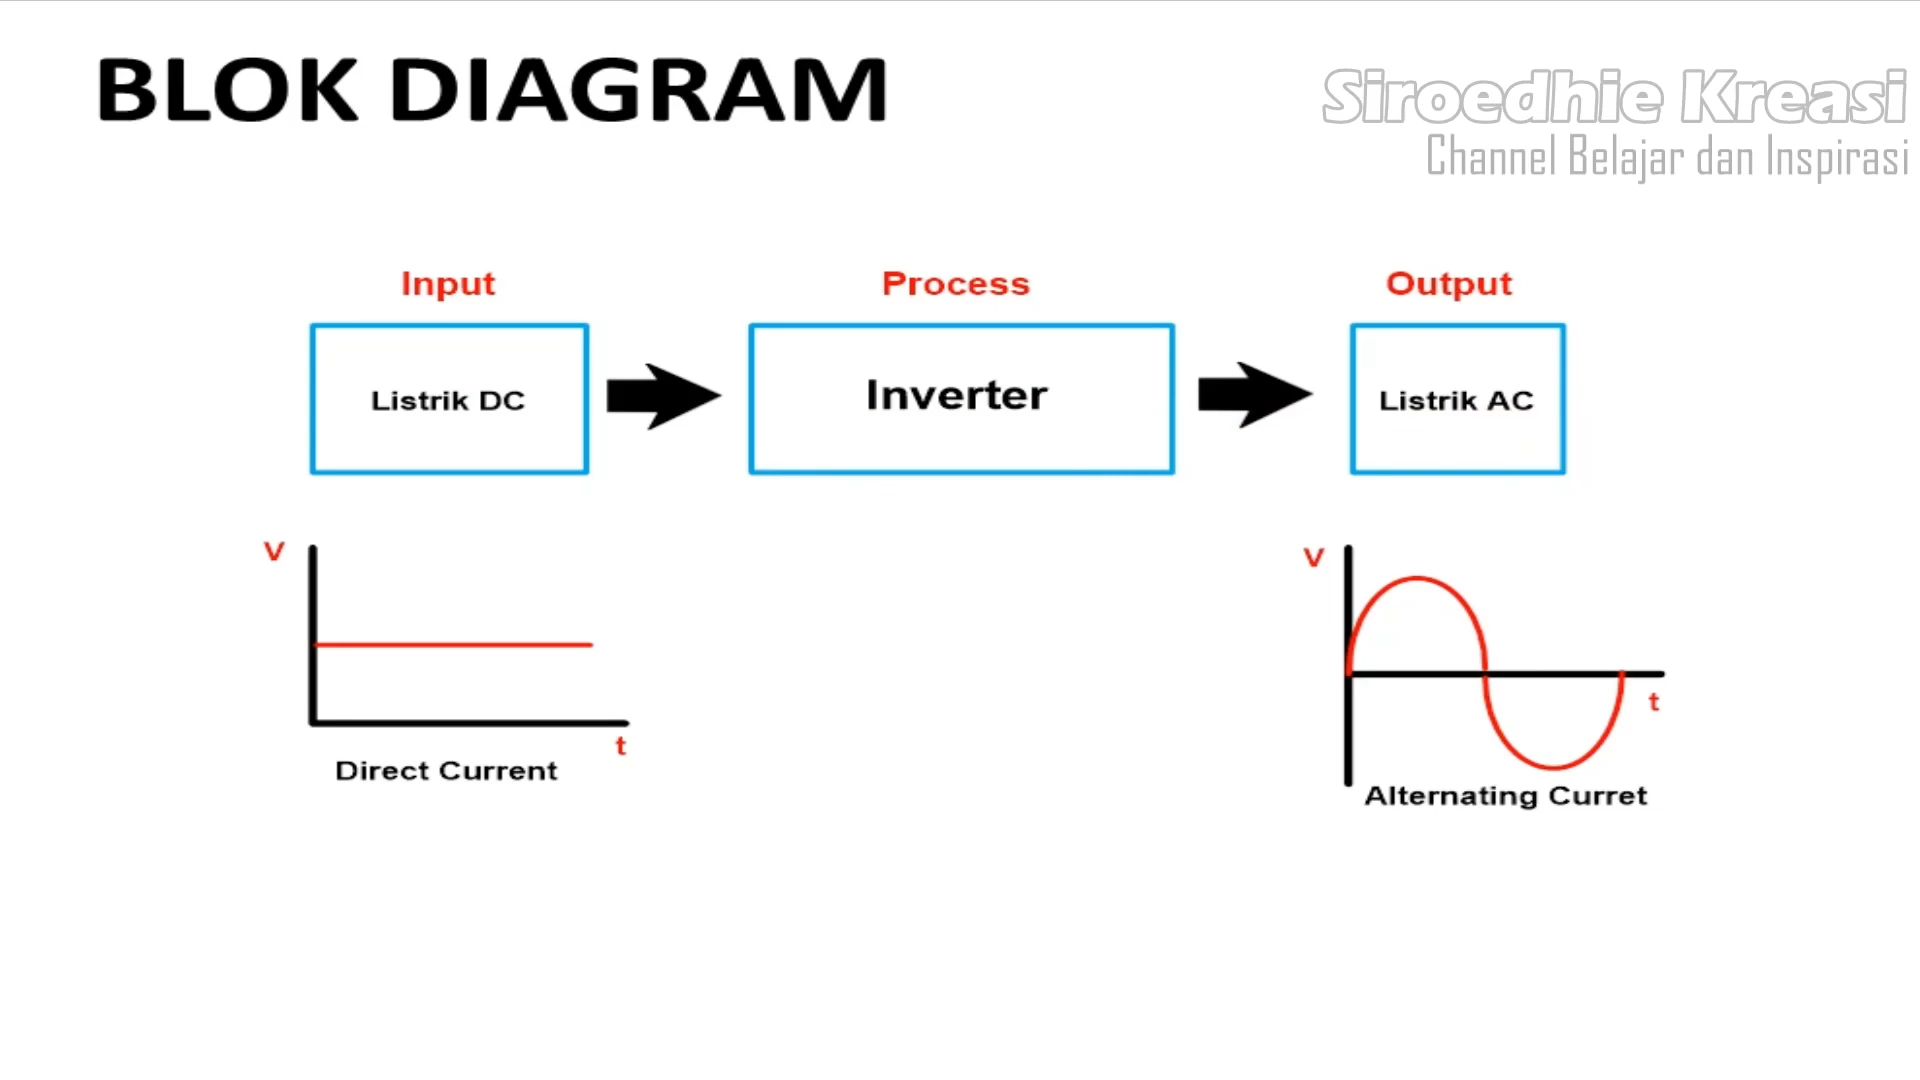 BLOK DIAGRAM
Siroedhie Kreasi
Channel Belajar dan Inspirasi
Input
Process
Output
Listrik DC
Inverter
Listrik AC
V
t
Direct Current
V
t
Alternating Curret